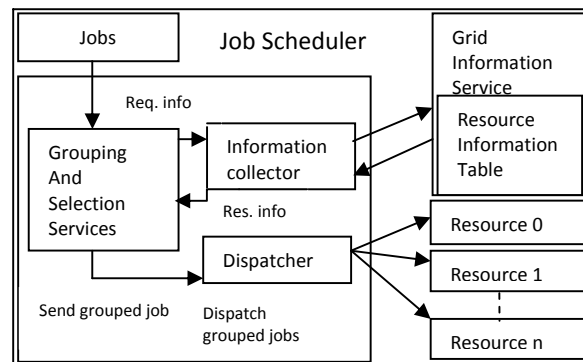 Jobs
Job Scheduler
Grid
Information
Service
Req. info
Resource
Information
Table
Grouping
And
Selection
Services
Information
collector
Res. info
Resource 0
Dispatcher
Resource 1
Send grouped job
Dispatch
grouped jobs
Resource n